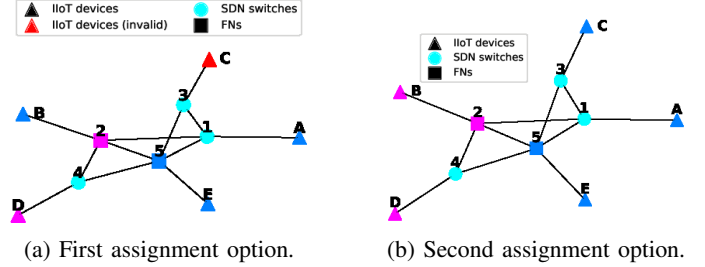 IIoT devices
IIoT devices (invalid)
SDN switches
FNs
C
3
B
2
1
A
5
4
E
D
(a) First assignment option.
IIoT devices
SDN switches
FNs
C
3
B
2
1
A
5
4
E
D
(b) Second assignment option.